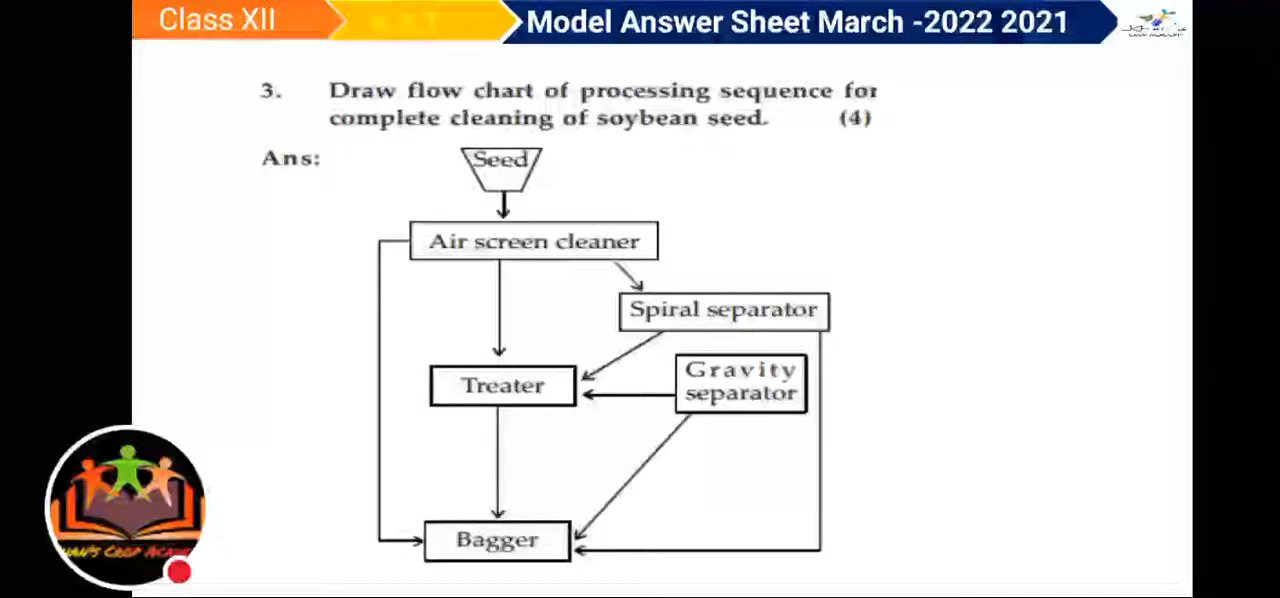 Class XII
Model Answer Sheet March -2022 2021
3. Draw flow chart of processing sequence for
complete cleaning of soybean seed. (4)
Ans:
Seed
Air screen cleaner
Spiral separator
Gravity
separator
Treater
Bagger